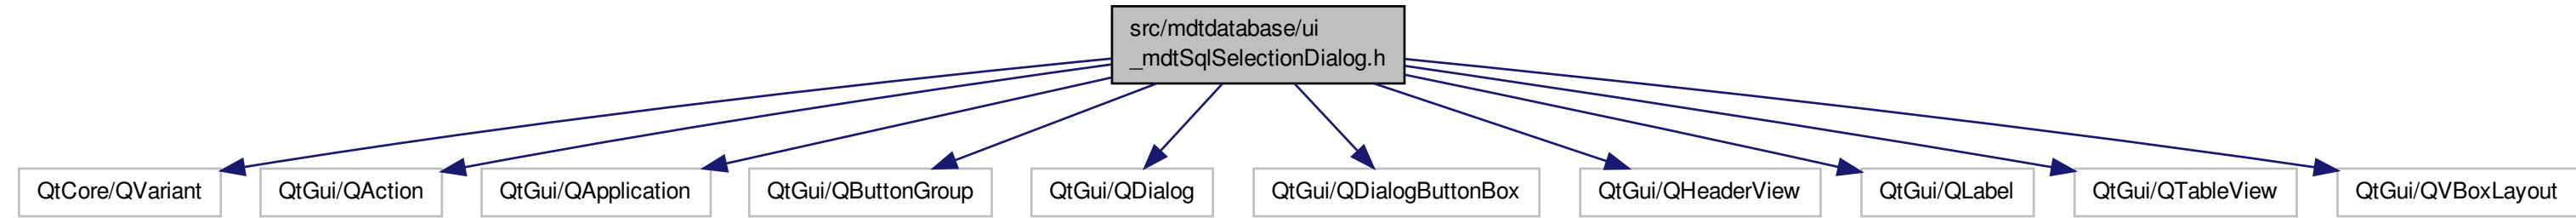 src/mdtdatabase/ui
_mdtSqlSelectionDialog.h
QtCore/QVariant
QtGui/QAction
QtGui/QApplication
QtGui/QButtonGroup
QtGui/QDialog
QtGui/QDialogButtonBox
QtGui/QHeaderView
QtGui/QLabel
QtGui/QTableView
QtGui/QVBoxLayout